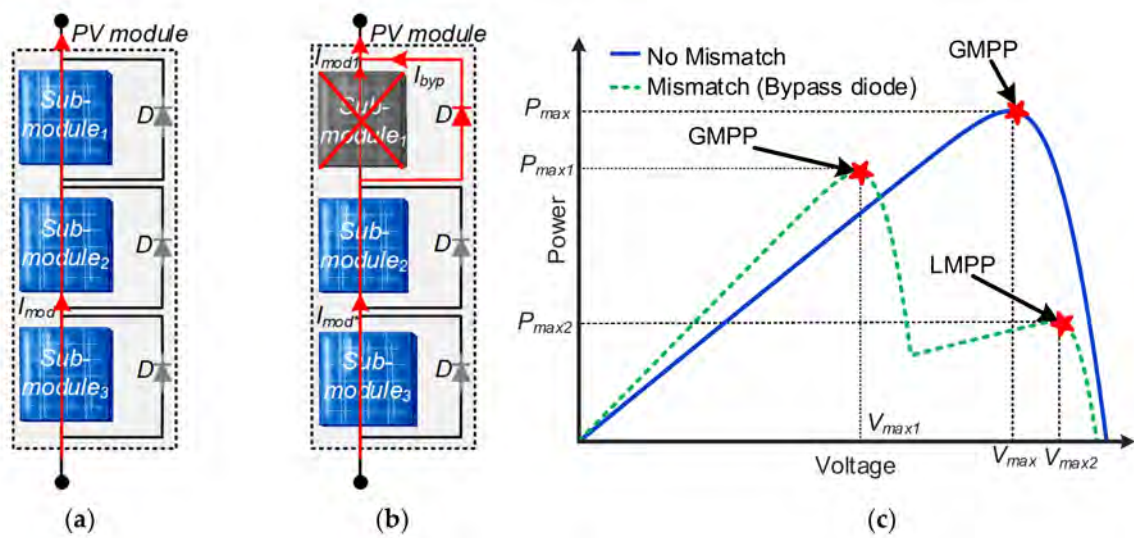 PV module
Sub-
module1
D
Sub-
module2
D
Imod
Sub-
module3
D
(a)
PV module
Imod1
Ibyp
Sub-
module1
D
Sub-
module2
D
Imod*
Sub-
module3
D
(b)
No Mismatch
Mismatch (Bypass diode)
GMPP
GMPP
LMPP
Pmax
Pmax1
Pmax2
Power
Vmax1
Vmax
Vmax2
Voltage
(c)